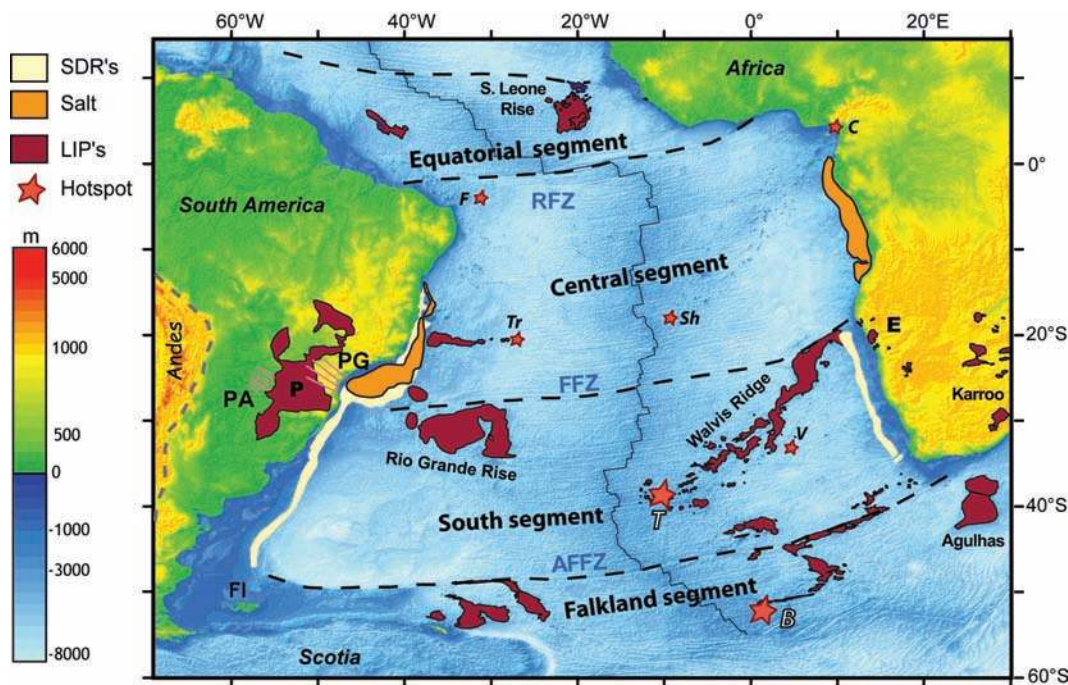 60°W 40°W 20°W 0° 20°E
SDR's
Salt
LIP's
Hotspot
m
6000
5000
1000
500
0
-1000
-3000
-8000
Africa
S. Leone
Rise
C
Equatorial segment
0°
F
RFZ
South America
Central segment
Tr
Sh
E
20°S
Andes
PG
P
PA
FFZ
Karroo
Walvis Ridge
V
Rio Grande Rise
T
South segment
40°S
Agulhas
AFFZ
FI
Falkland segment
B
Scotia
60°S